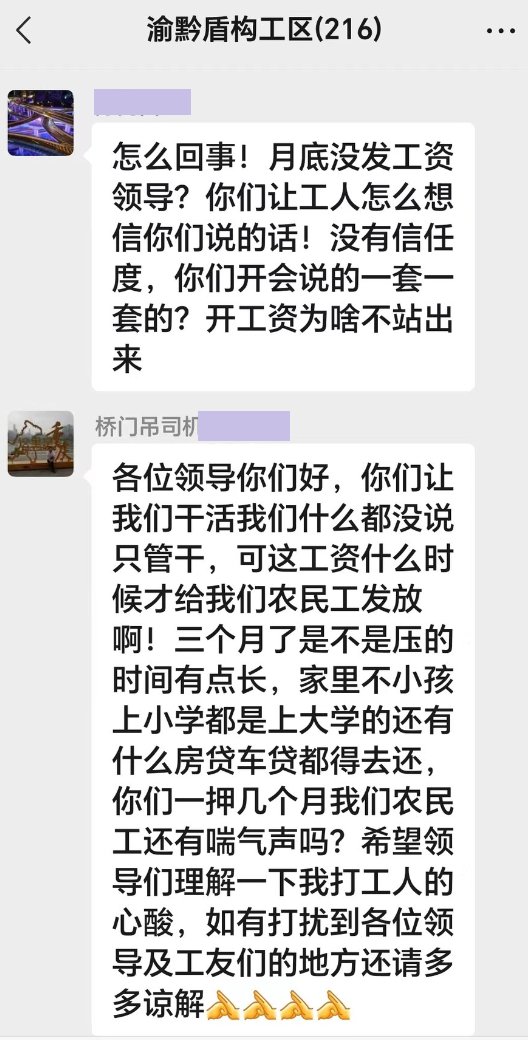 渝黔盾构工区(216)
怎么回事！月底没发工资
领导？你们让工人怎么想
信你们说的话！没有信任
度，你们开会说的一套一
套的？开工资为啥不站出
来
桥门吊司机
各位领导你们好，你们让
我们干活我们什么都没说
只管干，可这工资什么时
候才给我们农民工发放
啊！三个月了是不是压的
时间有点长，家里不小孩
上小学都是上大学的还有
什么房贷车贷都得去还，
你们一押几个月我们农民
工还有喘气声吗？希望领
导们理解一下我打工人的
心酸，如有打扰到各位领
导及工友们的地方还请多
多谅解